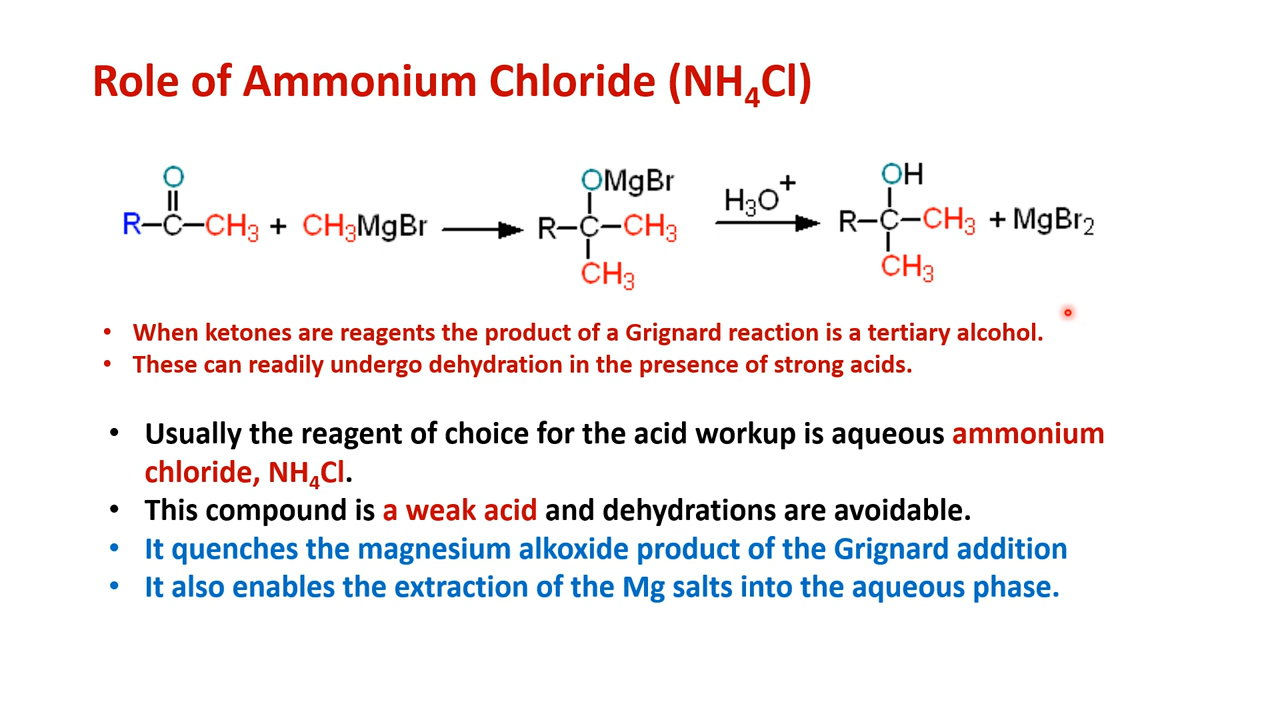 Role of Ammonium Chloride (NH₄Cl)
O
R–C–CH₃ + CH₃MgBr
OMgBr
R–C–CH₃
CH₃
H₃O⁺
OH
R–C–CH₃ + MgBr₂
CH₃
• When ketones are reagents the product of a Grignard reaction is a tertiary alcohol.
• These can readily undergo dehydration in the presence of strong acids.
• Usually the reagent of choice for the acid workup is aqueous ammonium
chloride, NH₄Cl.
• This compound is a weak acid and dehydrations are avoidable.
• It quenches the magnesium alkoxide product of the Grignard addition
• It also enables the extraction of the Mg salts into the aqueous phase.